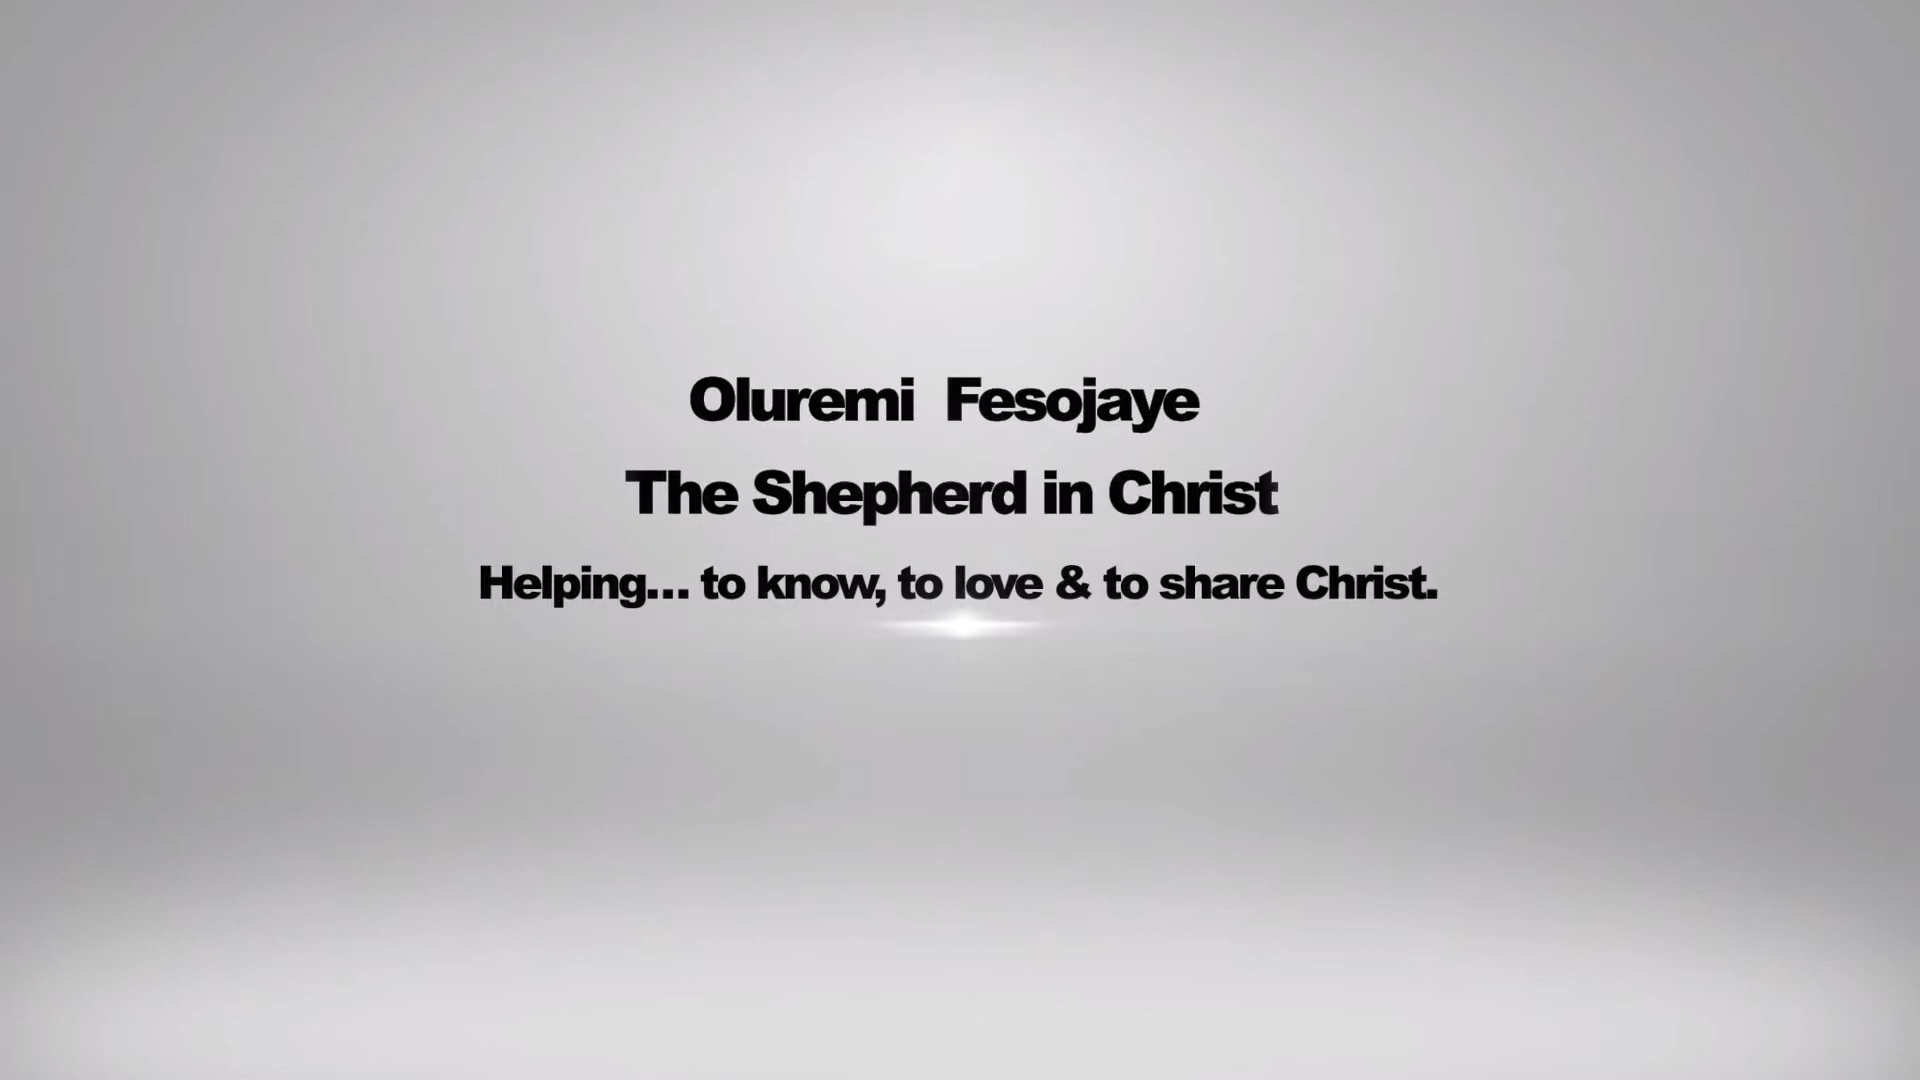 Oluremi Fesojaye
The Shepherd in Christ
Helping... to know, to love & to share Christ.